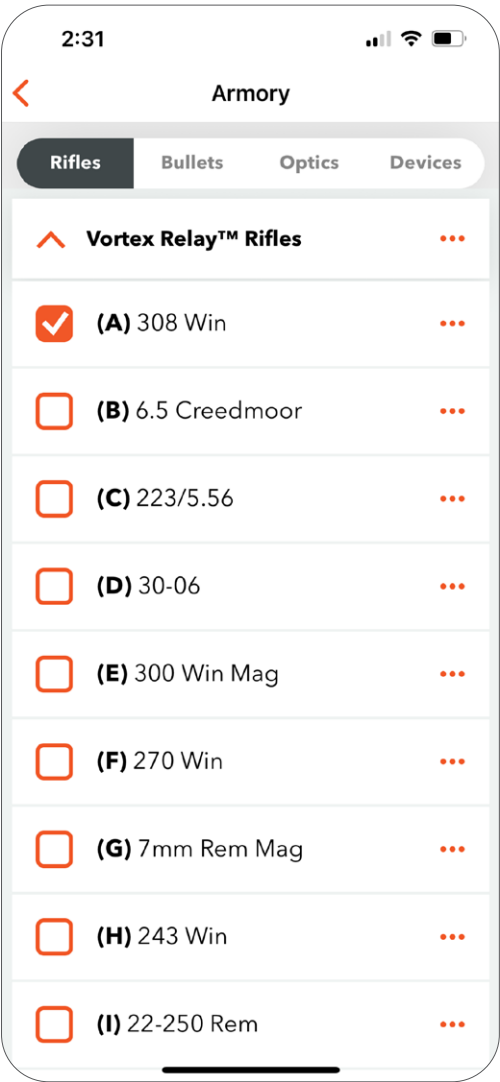 2:31
Armory
Rifles Bullets Optics Devices
Vortex Relay™ Rifles
(A) 308 Win
(B) 6.5 Creedmoor
(C) 223/5.56
(D) 30-06
(E) 300 Win Mag
(F) 270 Win
(G) 7mm Rem Mag
(H) 243 Win
(I) 22-250 Rem